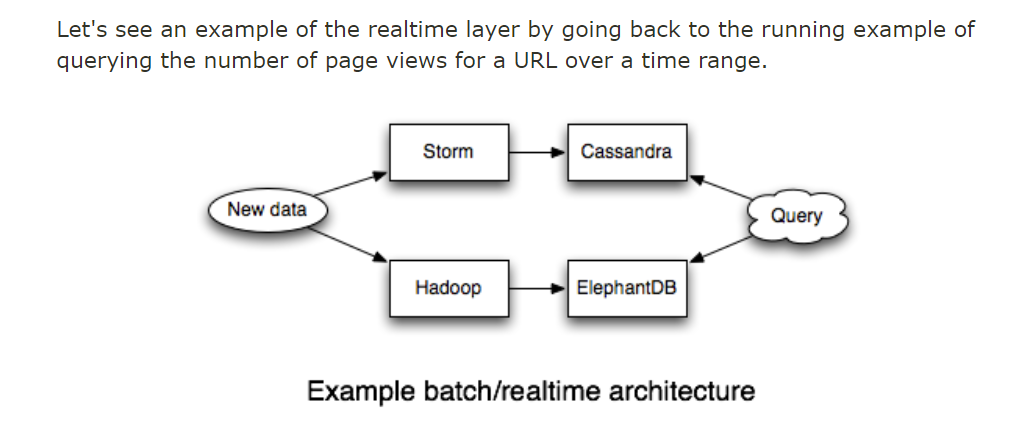 Let's see an example of the realtime layer by going back to the running example of
querying the number of page views for a URL over a time range.
Storm
Cassandra
New data
Query
Hadoop
ElephantDB
Example batch/realtime architecture